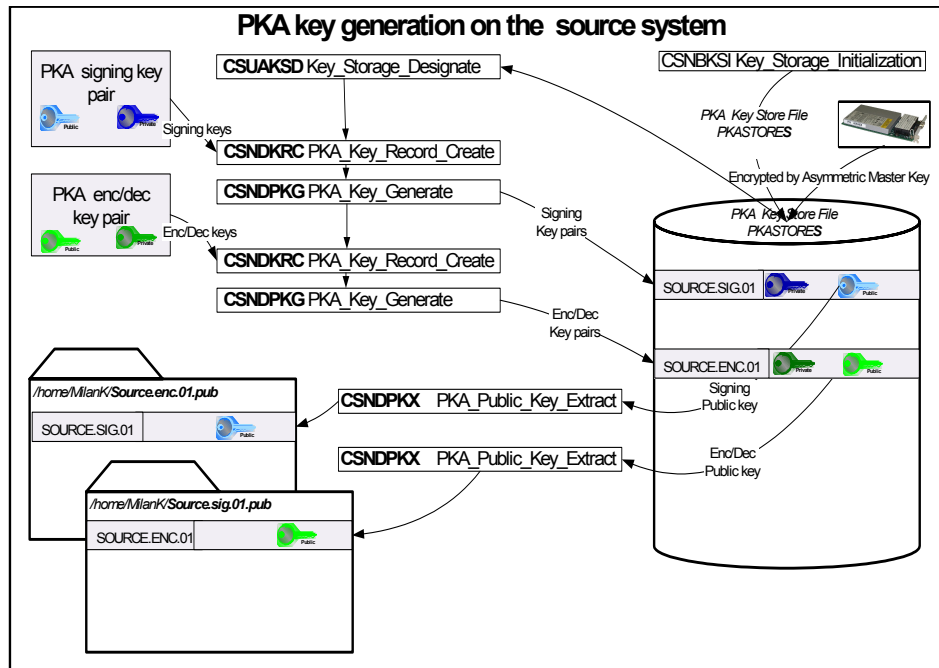 PKA key generation on the source system
PKA signing key
pair
Public
Private
Signing keys
PKA enc/dec
key pair
Public
Private
Enc/Dec keys
CSUAKSD Key_Storage_Designate
CSNDKRC PKA_Key_Record_Create
CSNDPKG PKA_Key_Generate
CSNDKRC PKA_Key_Record_Create
CSNDPKG PKA_Key_Generate
CSNBKSI Key_Storage_Initialization
PKA Key Store File
PKASTORES
Encrypted by Asymmetric Master Key
PKA Key Store File
PKASTORES
Signing
Key pairs
SOURCE.SIG.01
Private
Public
Enc/Dec
Key pairs
SOURCE.ENC.01
Private
Public
Signing
Public key
CSNDPKX PKA_Public_Key_Extract
Enc/Dec
Public key
CSNDPKX PKA_Public_Key_Extract
/home/MilanK/Source.enc.01.pub
SOURCE.SIG.01
Public
/home/MilanK/Source.sig.01.pub
SOURCE.ENC.01
Public